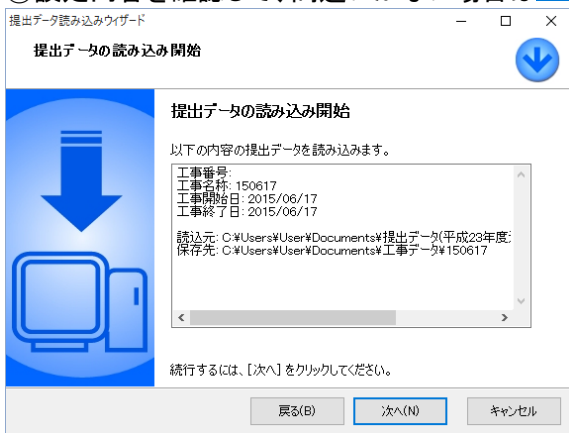 提出データ読み込みウィザード
提出データの読み込み開始
提出データの読み込み開始
以下の内容の提出データを読み込みます。
工事番号:
工事名称: 150617
工事開始日: 2015/06/17
工事終了日: 2015/06/17
読込元: C:¥Users¥User¥Documents¥提出データ(平成23年度
保存先: C:¥Users¥User¥Documents¥工事データ¥150617
続行するには、[次へ] をクリックしてください。
戻る(B)
次へ(N)
キャンセル